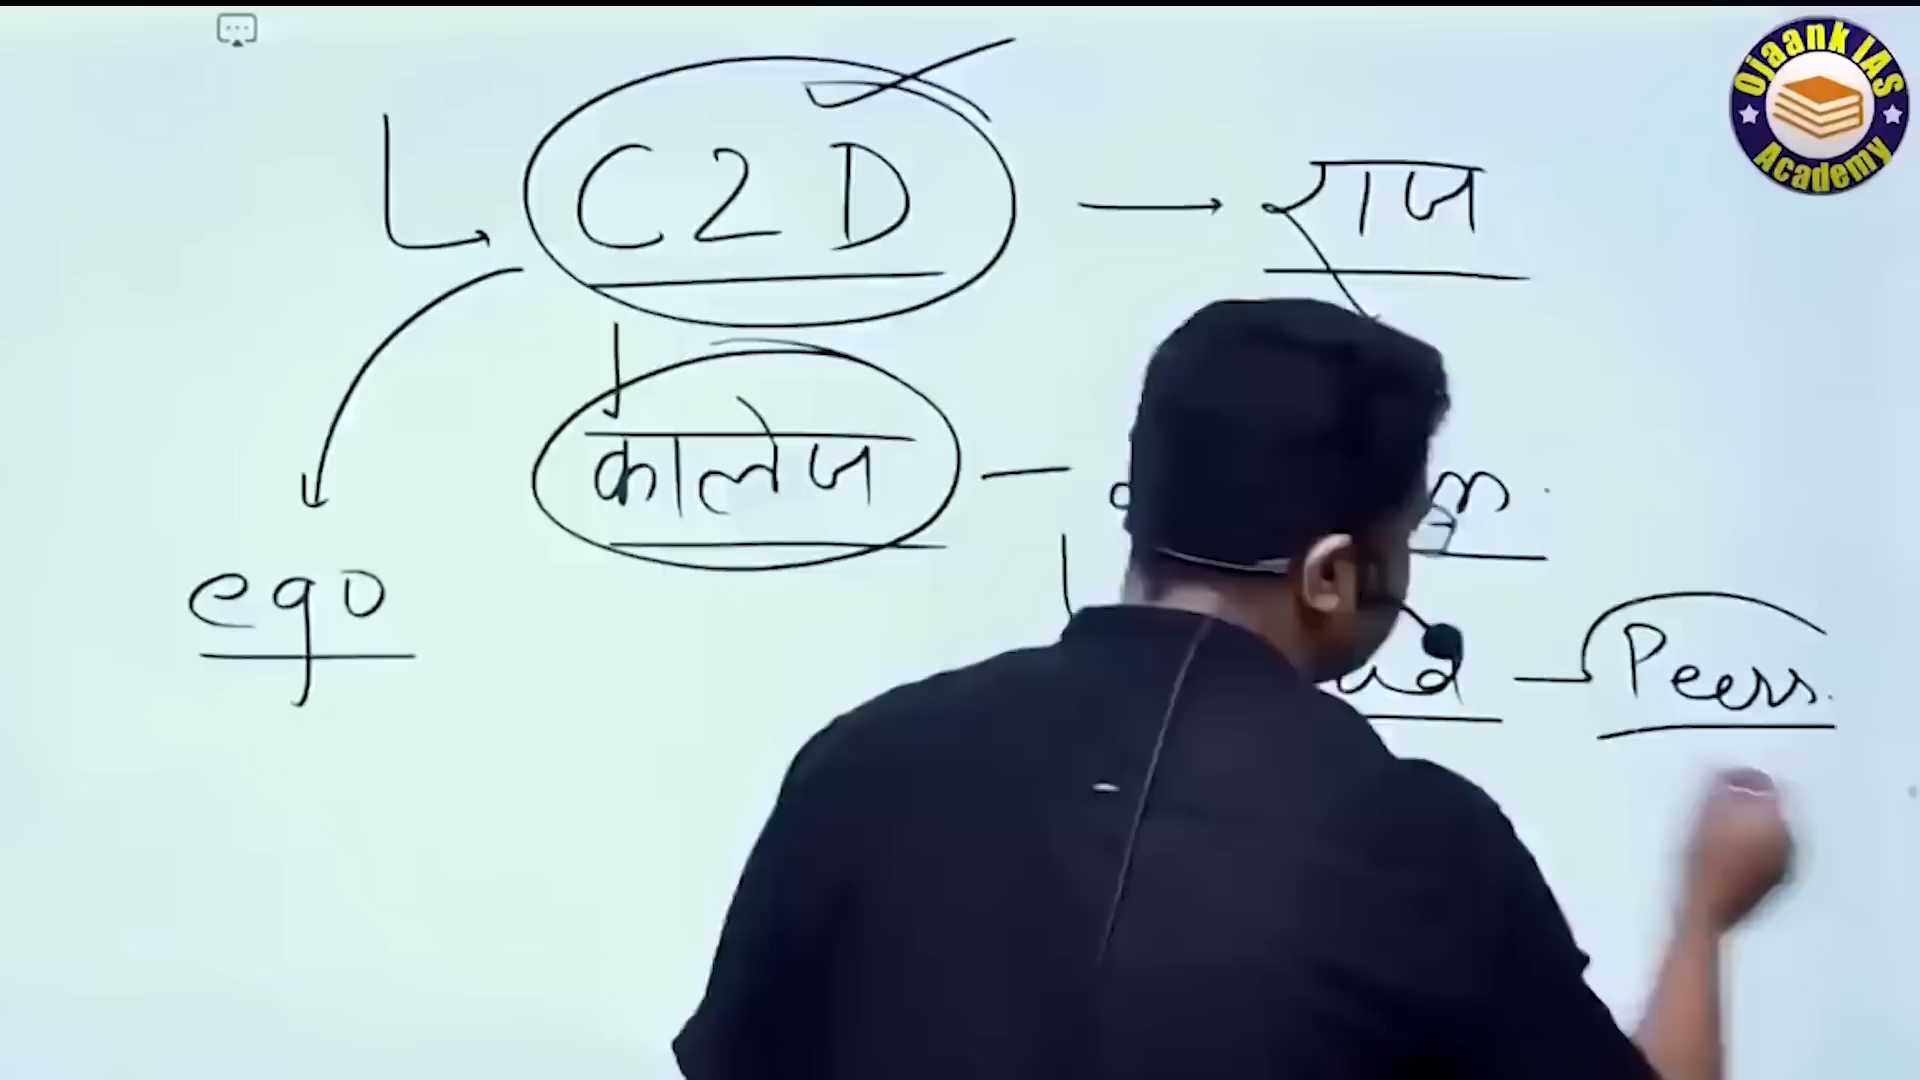 Ojaank IAS Academy
C2D → राज
कालेज —
ego
Peers.